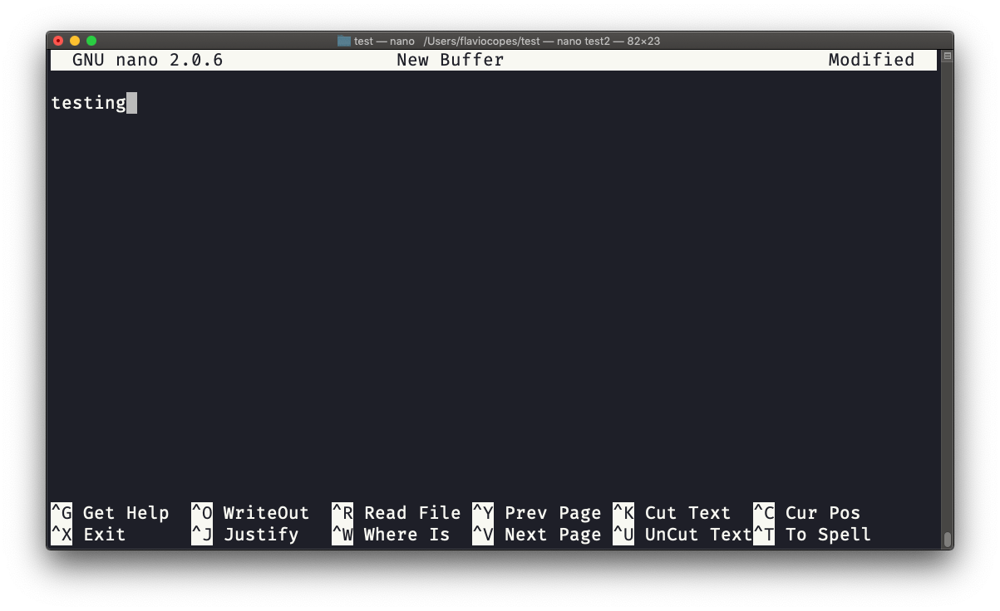 test — nano /Users/flaviocopes/test — nano test2 — 82×23
GNU nano 2.0.6 New Buffer Modified
testing
^G Get Help ^O WriteOut ^R Read File ^Y Prev Page ^K Cut Text ^C Cur Pos
^X Exit ^J Justify ^W Where Is ^V Next Page ^U UnCut Text ^T To Spell